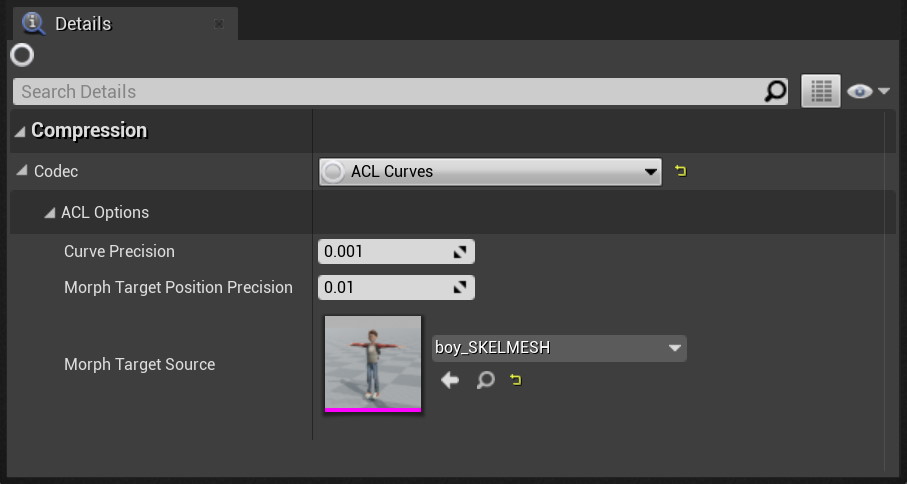 Details
Search Details
Compression
Codec
ACL Curves
ACL Options
Curve Precision
0.001
Morph Target Position Precision
0.01
Morph Target Source
boy_SKELMESH